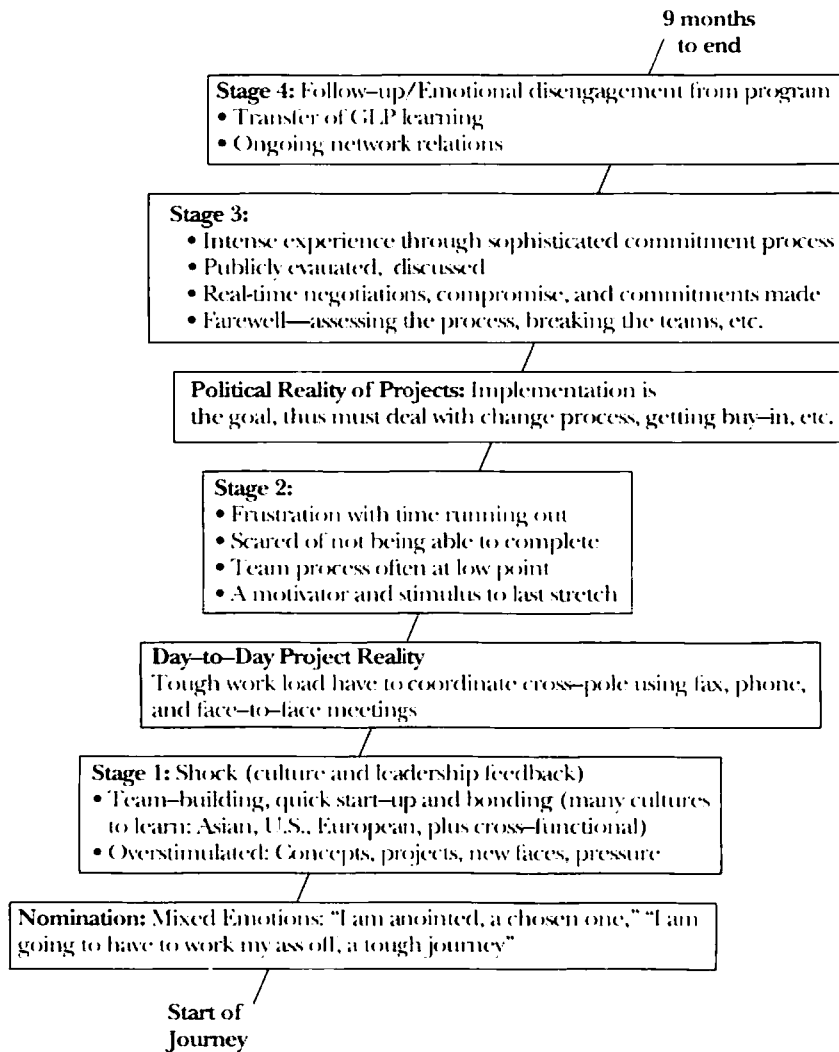 9 months
to end
Stage 4: Follow–up/Emotional disengagement from program
• Transfer of GLP learning
• Ongoing network relations
Stage 3:
• Intense experience through sophisticated commitment process
• Publicly evauated, discussed
• Real-time negotiations, compromise, and commitments made
• Farewell—assessing the process, breaking the teams, etc.
Political Reality of Projects: Implementation is
the goal, thus must deal with change process, getting buy–in, etc.
Stage 2:
• Frustration with time running out
• Scared of not being able to complete
• Team process often at low point
• A motivator and stimulus to last stretch
Day–to–Day Project Reality
Tough work load have to coordinate cross–pole using fax, phone,
and face–to–face meetings
Stage 1: Shock (culture and leadership feedback)
• Team–building, quick start–up and bonding (many cultures
to learn: Asian, U.S., European, plus cross–functional)
• Overstimulated: Concepts, projects, new faces, pressure
Nomination: Mixed Emotions: “I am anointed, a chosen one,” “I am
going to have to work my ass off, a tough journey”
Start of
Journey